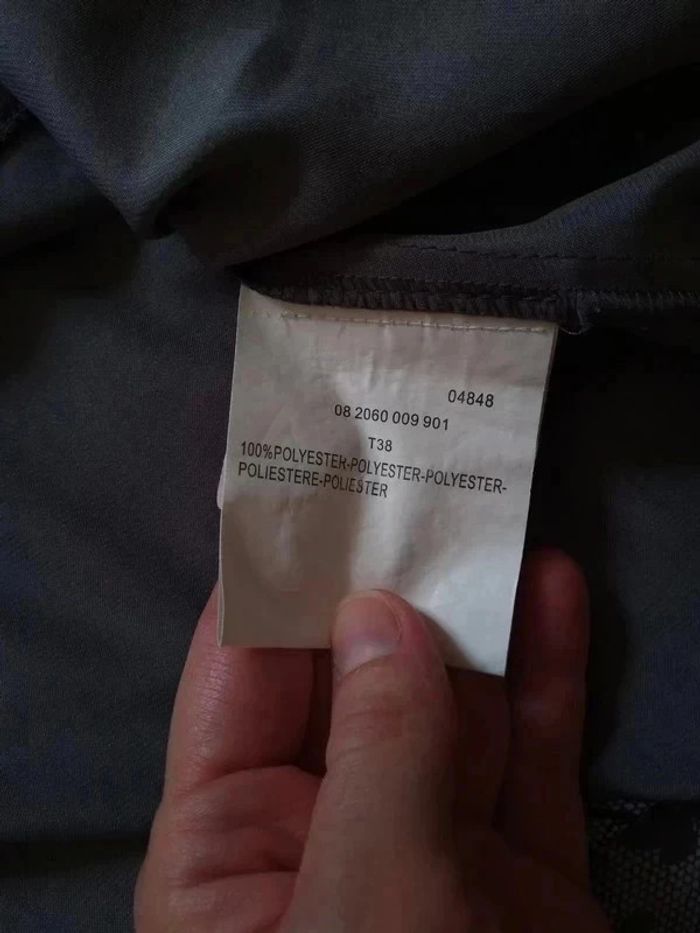 04848
08 2060 009 901
T38
100%POLYESTER-POLYESTER-POLYESTER-
POLIESTERE-POLIESTER